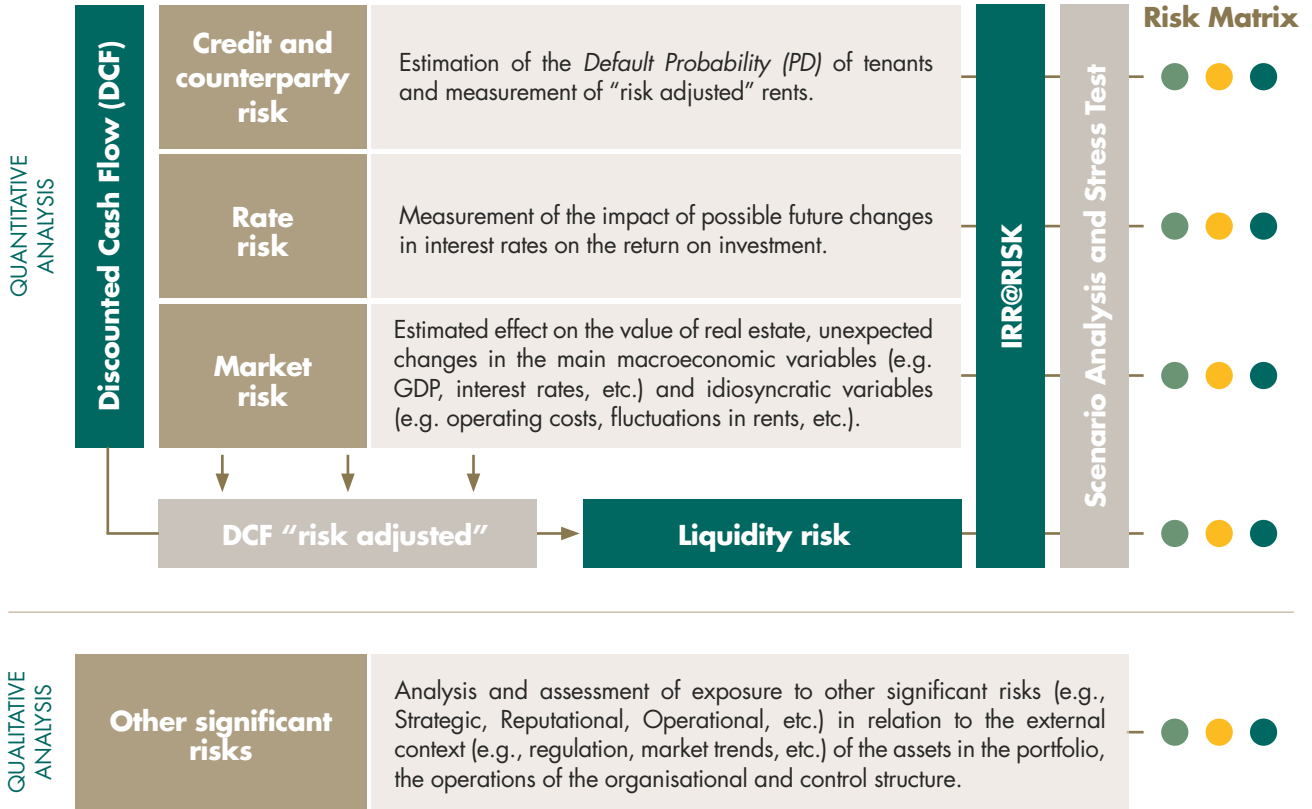 Risk Matrix
QUANTITATIVE
ANALYSIS
Discounted Cash Flow (DCF)
Credit and
counterparty
risk
Estimation of the Default Probability (PD) of tenants
and measurement of “risk adjusted” rents.
Rate
risk
Measurement of the impact of possible future changes
in interest rates on the return on investment.
Market
risk
Estimated effect on the value of real estate, unexpected
changes in the main macroeconomic variables (e.g.
GDP, interest rates, etc.) and idiosyncratic variables
(e.g. operating costs, fluctuations in rents, etc.).
IRR@RISK
Scenario Analysis and Stress Test
DCF “risk adjusted”
Liquidity risk
QUALITATIVE
ANALYSIS
Other significant
risks
Analysis and assessment of exposure to other significant risks (e.g.,
Strategic, Reputational, Operational, etc.) in relation to the external
context (e.g., regulation, market trends, etc.) of the assets in the portfolio,
the operations of the organisational and control structure.